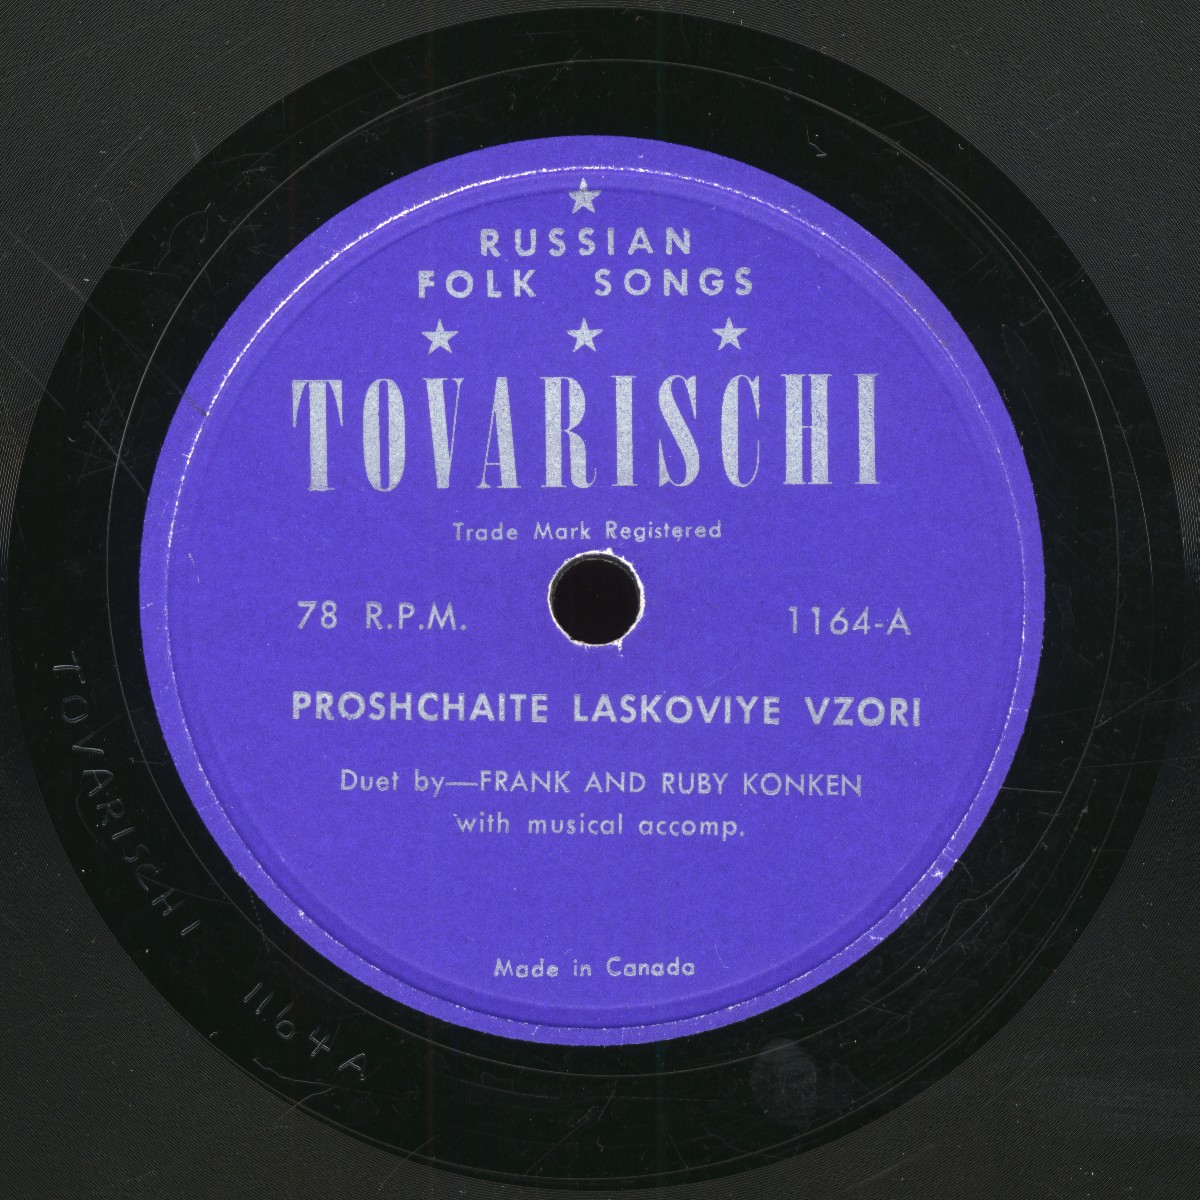 RUSSIAN
FOLK SONGS
TOVARISCHI
Trade Mark Registered
78 R.P.M.
1164-A
PROSHCHAITE LASKOVIYE VZORI
Duet by—FRANK AND RUBY KONKEN
with musical accomp.
Made in Canada
TOVARISCHI 1164 A